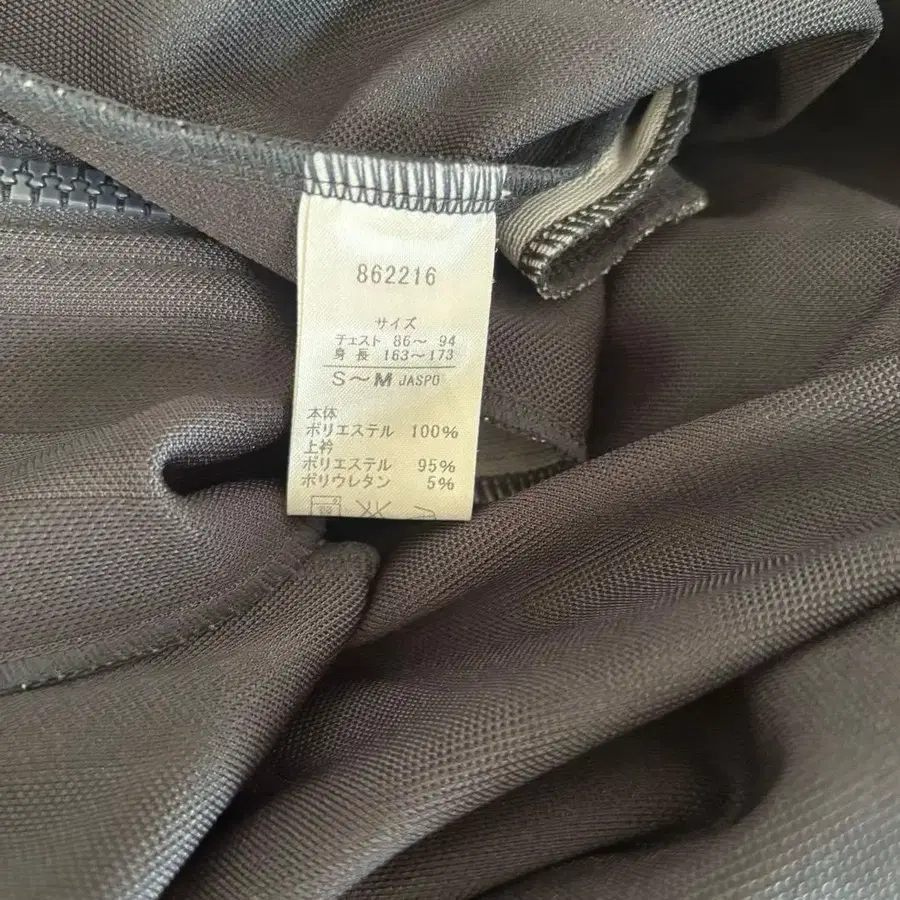 862216
サイズ
チェスト 86〜 94
身 長 163〜173
S〜M JASPO
本体
ポリエステル 100%
上衿
ポリエステル 95%
ポリウレタン 5%